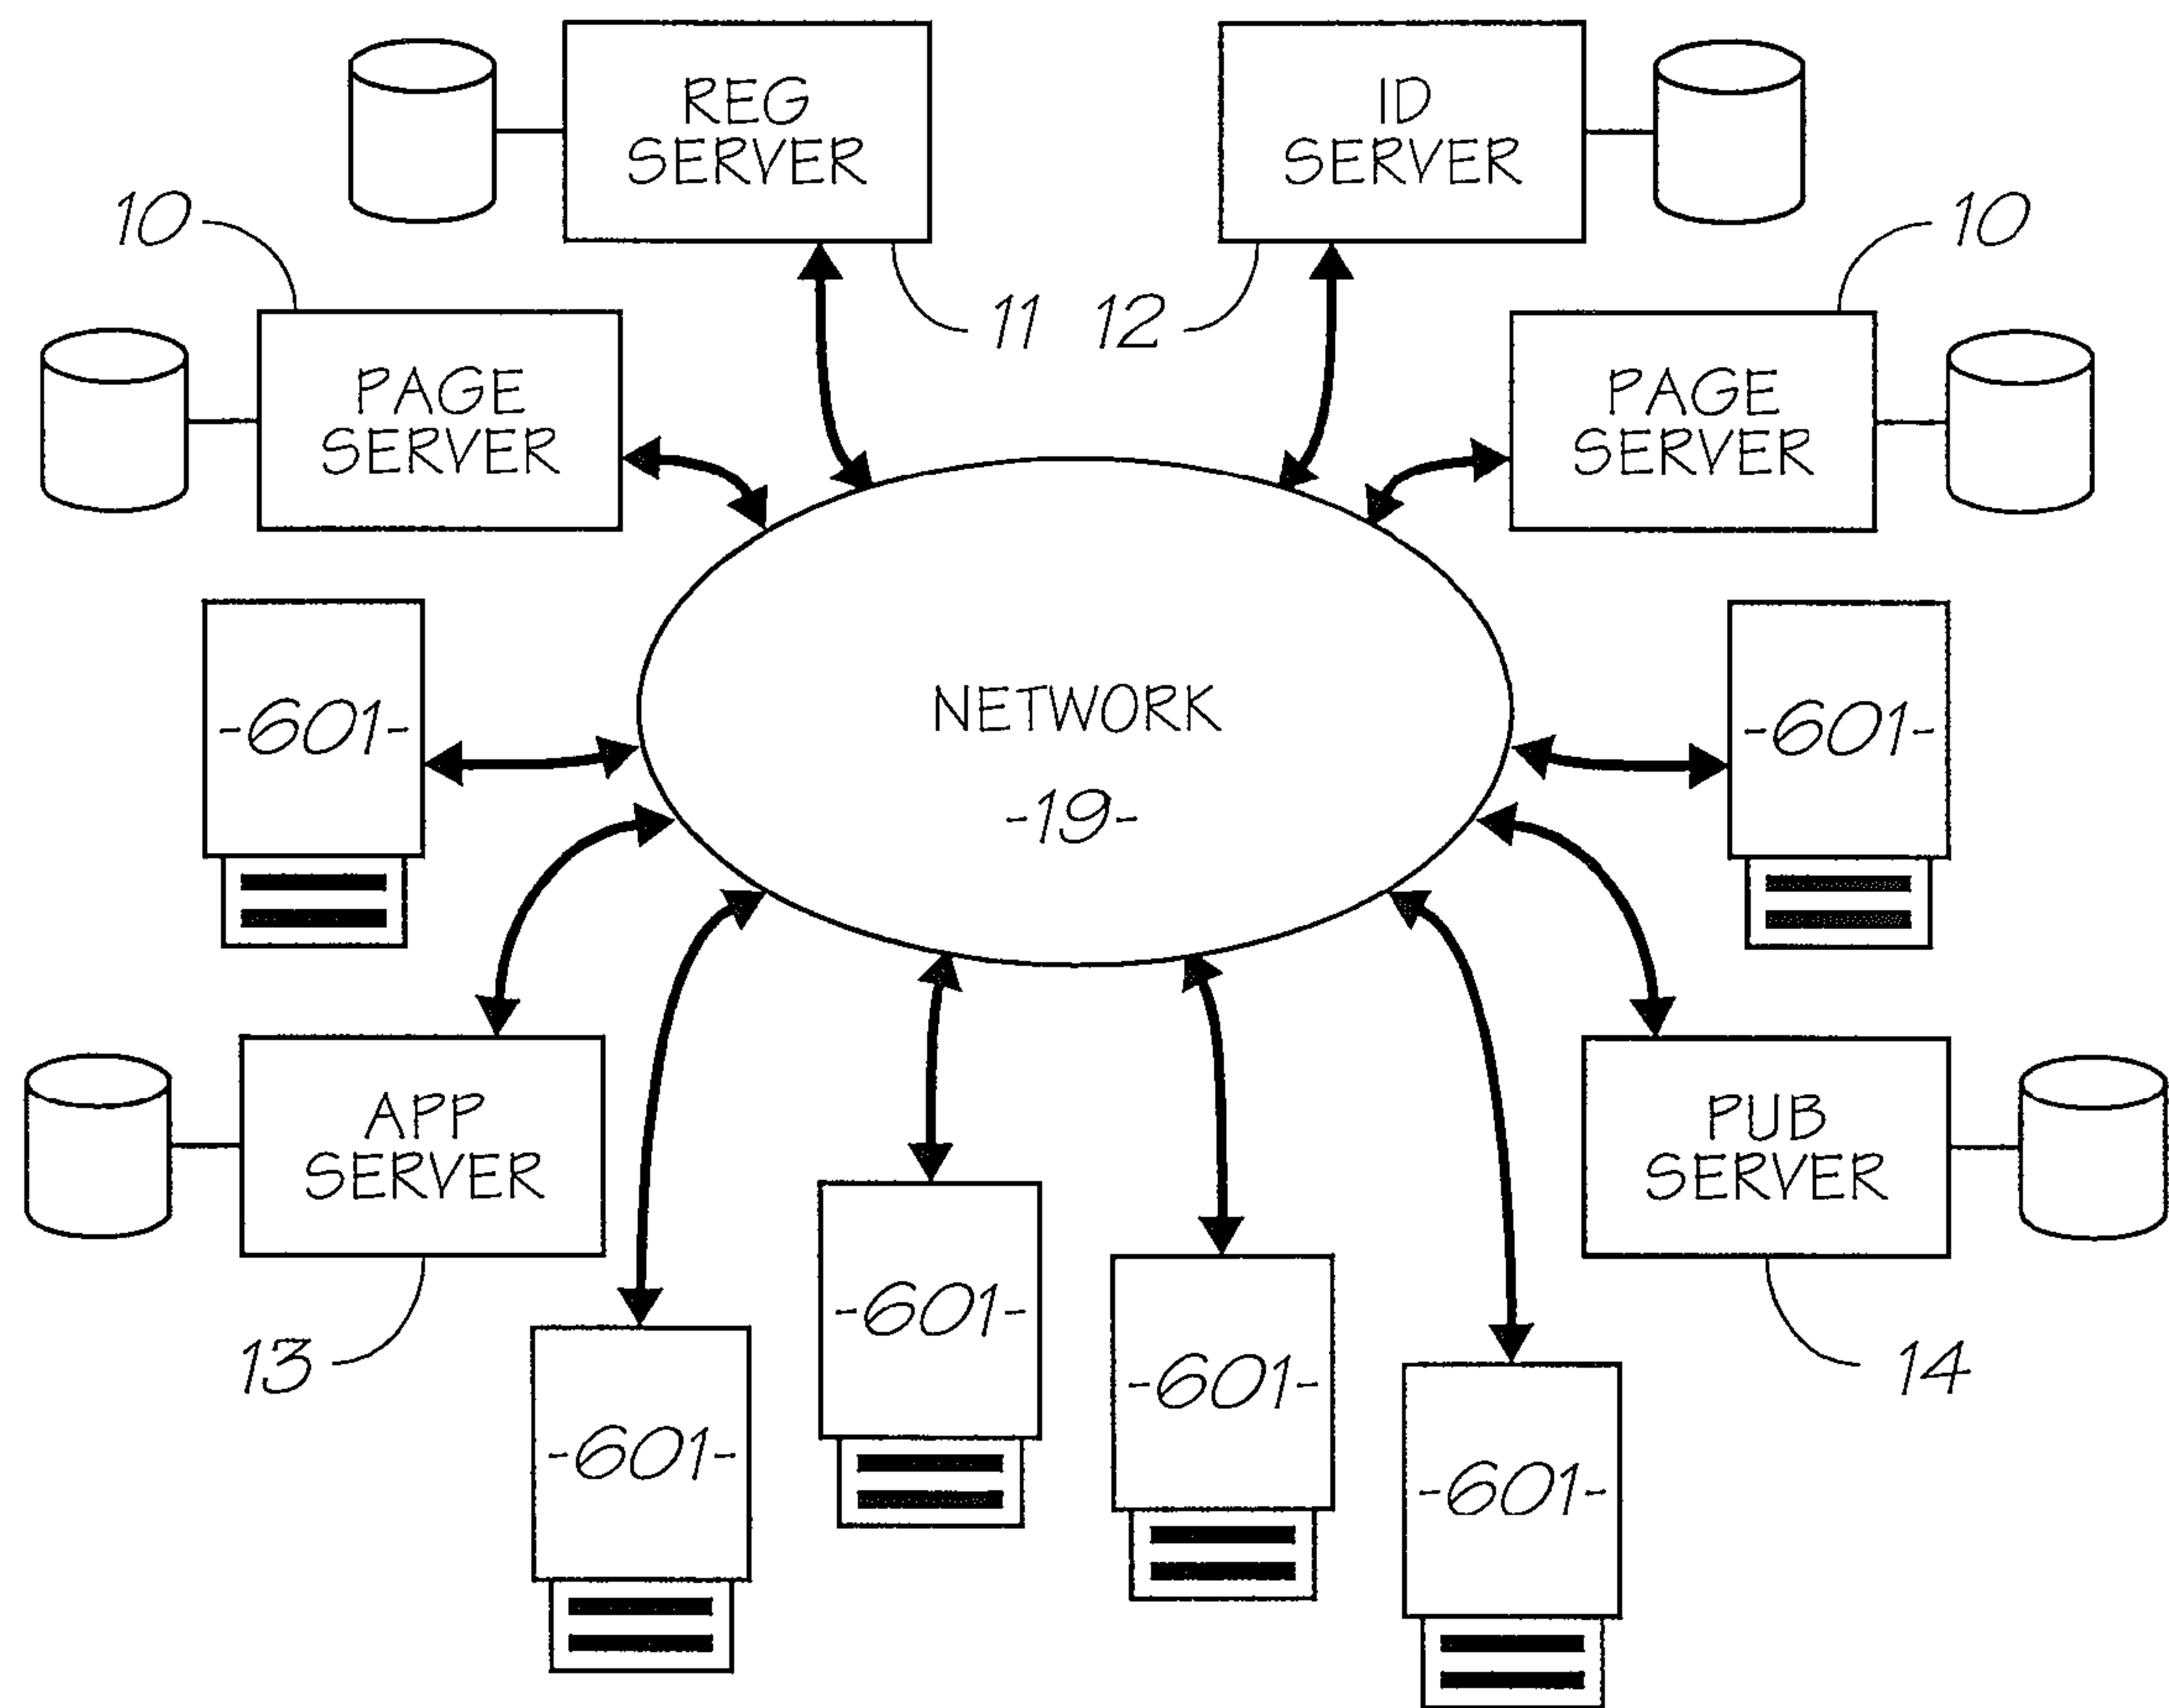 REG
SERVER
ID
SERVER
10
10
11
12
PAGE
SERVER
PAGE
SERVER
-601-
NETWORK
-19-
-601-
APP
SERVER
PUB
SERVER
13
-601-
-601-
-601-
-601-
14